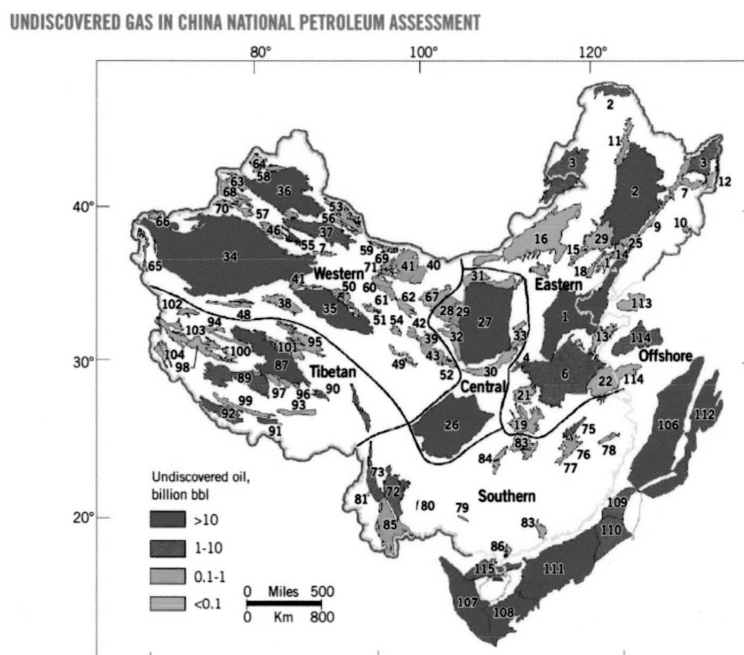 UNDISCOVERED GAS IN CHINA NATIONAL PETROLEUM ASSESSMENT
80° 100° 120°
2
11
64 3 3
58
63 36 12
68 2 7
40° 70 57 53
66 56 9 10
46 37 16 29 25
34 55 7 59 69 15 14
65 71 41 40 18 1
Western 31 Eastern
41 50 60
102 38 35 61 62 67 113
48 28 29 27 1
94 51 54 42 33 13 114
103 101 95 39 32
30° 104 100 43 4 Offshore
98 87 Tibetan 49 30 6
89 52 22 114
97 96 90 Central
99 93 21 106 112
92 26 19 75
91 83 76 78
84 77
Undiscovered oil,
billion bbl
73 Southern
>10 81 72
80 79 109
20° 1-10 85 83 110
86
0.1-1 115 111
0 Miles 500
<0.1 0 Km 800
107 108